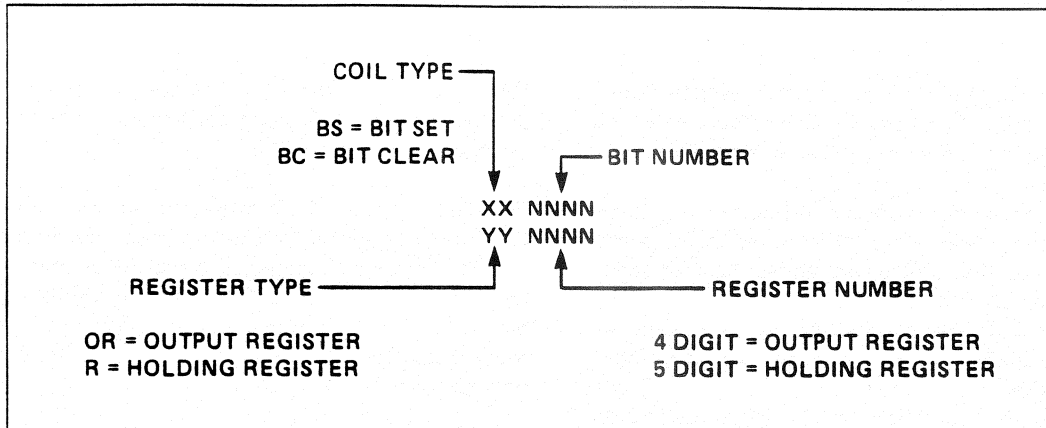 COIL TYPE
BS = BIT SET
BC = BIT CLEAR
BIT NUMBER
XX NNNN
YY NNNN
REGISTER TYPE
REGISTER NUMBER
OR = OUTPUT REGISTER
R = HOLDING REGISTER
4 DIGIT = OUTPUT REGISTER
5 DIGIT = HOLDING REGISTER